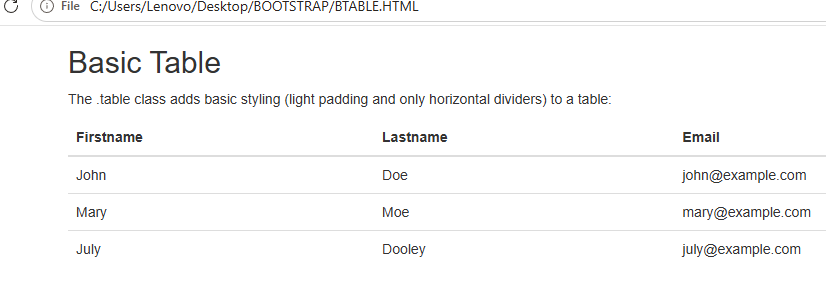 File C:/Users/Lenovo/Desktop/BOOTSTRAP/BTABLE.HTML
Basic Table
The .table class adds basic styling (light padding and only horizontal dividers) to a table:
Firstname Lastname Email
John Doe john@example.com
Mary Moe mary@example.com
July Dooley july@example.com